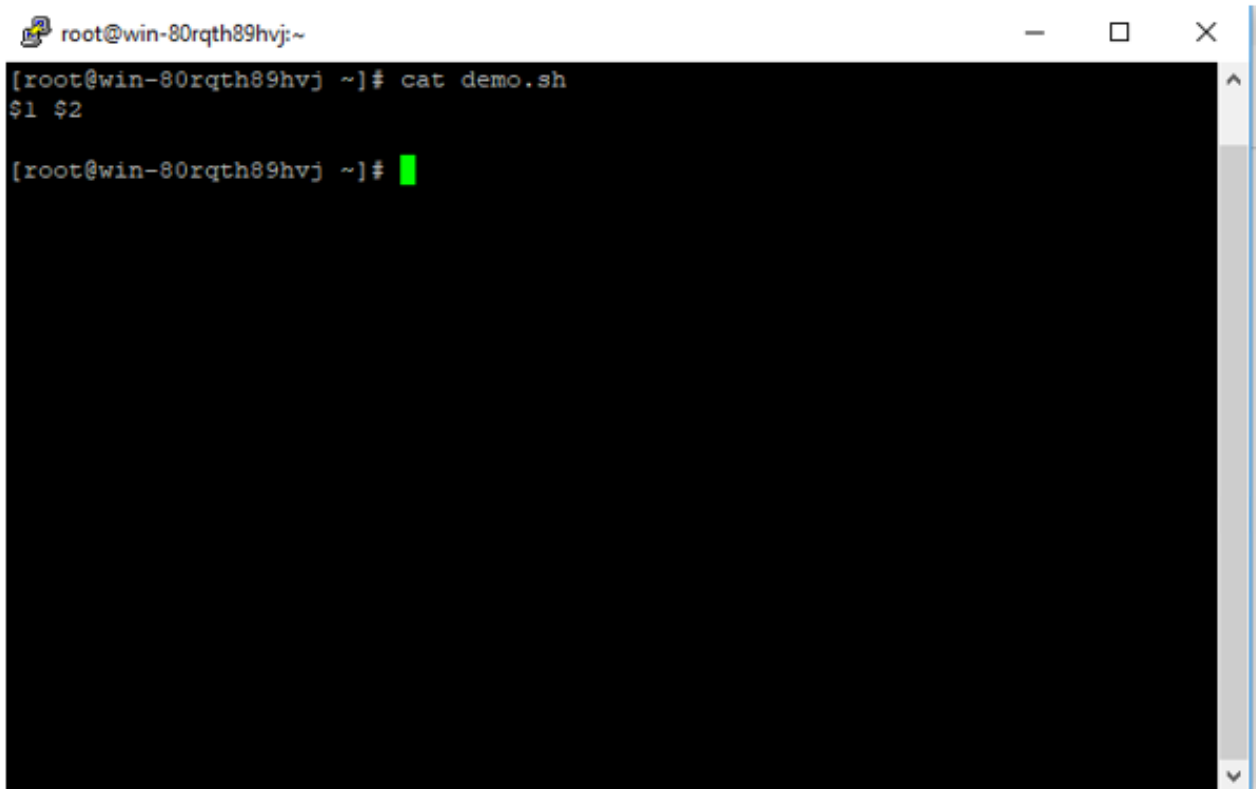 root@win-80rqth89hvj:~
[root@win-80rqth89hvj ~]# cat demo.sh
$1 $2
[root@win-80rqth89hvj ~]#